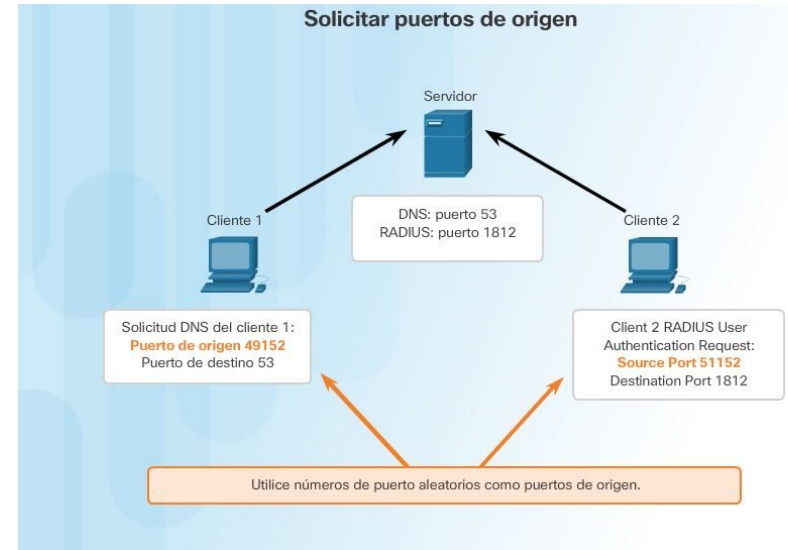 Solicitar puertos de origen
Servidor
Cliente 1
DNS: puerto 53
RADIUS: puerto 1812
Cliente 2
Solicitud DNS del cliente 1:
Puerto de origen 49152
Puerto de destino 53
Client 2 RADIUS User
Authentication Request:
Source Port 51152
Destination Port 1812
Utilice números de puerto aleatorios como puertos de origen.